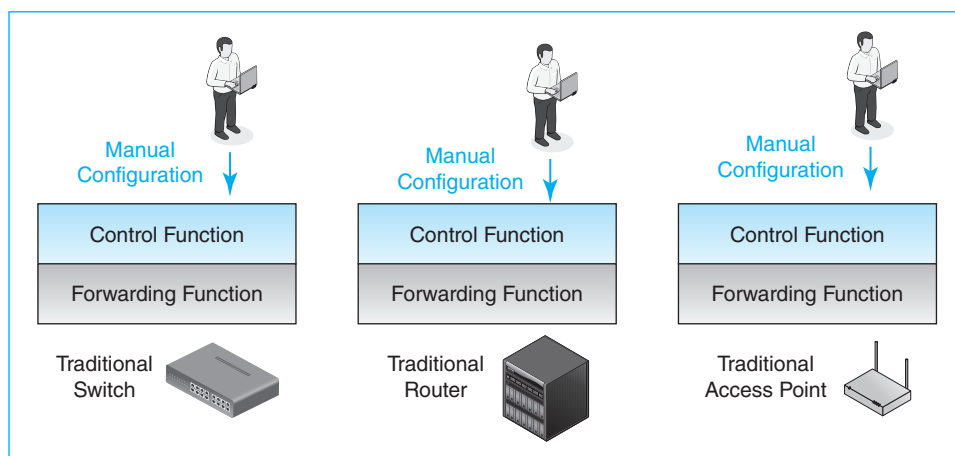 Manual
Configuration
Manual
Configuration
Manual
Configuration
Control Function
Forwarding Function
Control Function
Forwarding Function
Control Function
Forwarding Function
Traditional
Switch
Traditional
Router
Traditional
Access Point